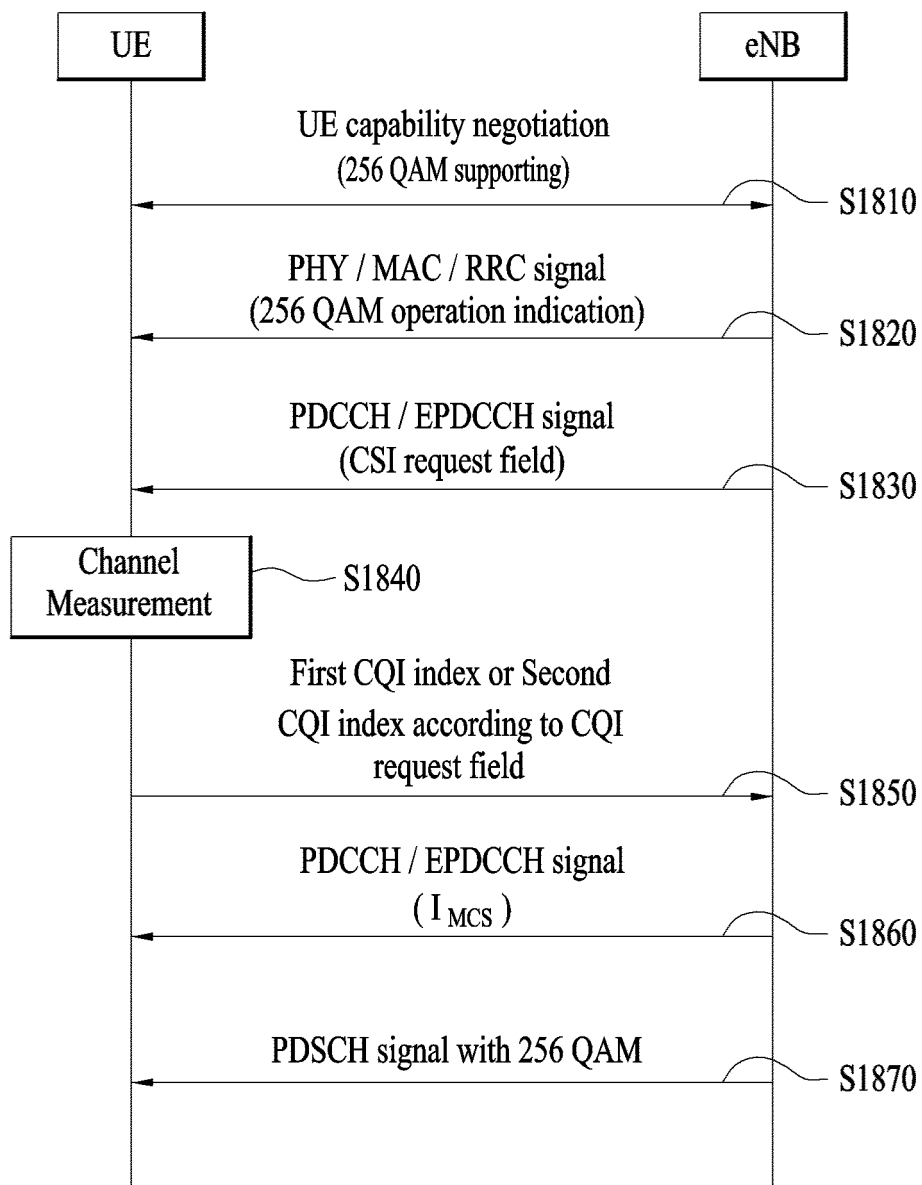 UE
eNB
UE capability negotiation
(256 QAM supporting)
S1810
PHY / MAC / RRC signal
(256 QAM operation indication)
S1820
PDCCH / EPDCCH signal
(CSI request field)
S1830
Channel
Measurement
S1840
First CQI index or Second
CQI index according to CQI
request field
S1850
PDCCH / EPDCCH signal
( I MCS )
S1860
PDSCH signal with 256 QAM
S1870